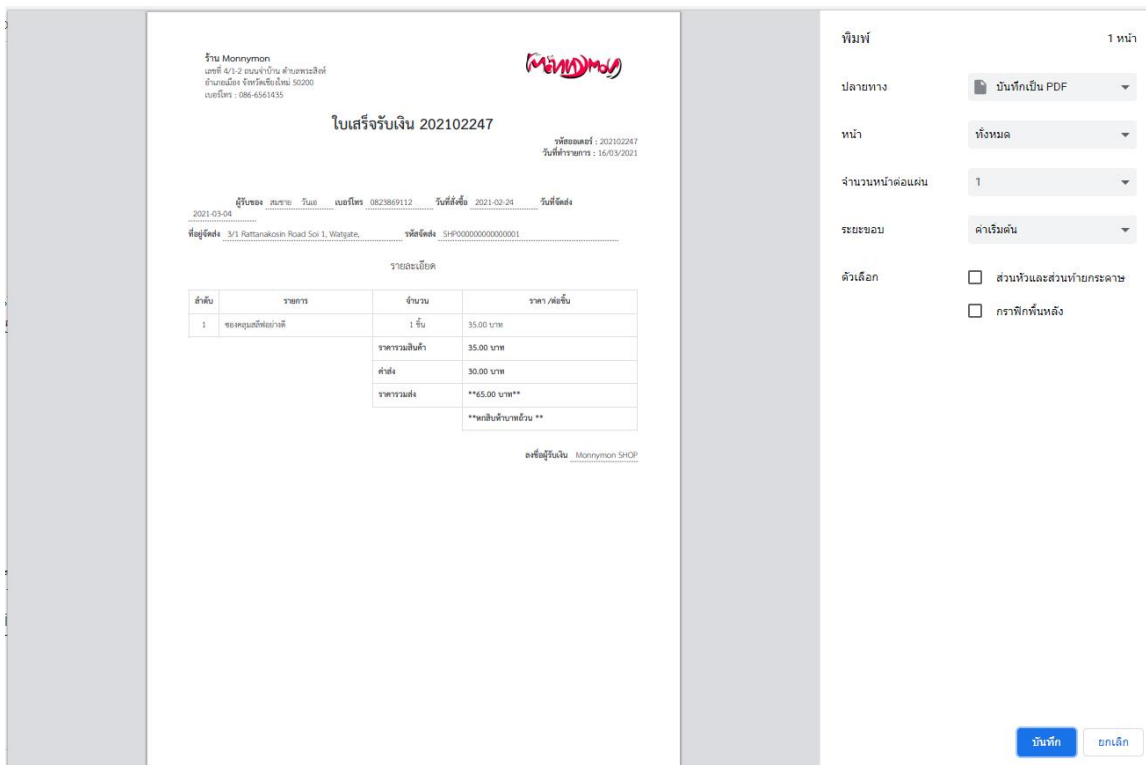 ร้าน Monnymon
เลขที่ 4/1-2 ถนนจ่าบ้าน ตำบลพระสิงห์
อำเภอเมือง จังหวัดเชียงใหม่ 50200
เบอร์โทร : 086-6561435
MoNNyMoN
ใบเสร็จรับเงิน 202102247
รหัสออเดอร์ : 202102247
วันที่ทำรายการ : 16/03/2021
ผู้รับของ สมชาย วันเอ เบอร์โทร 0823869112 วันที่สั่งซื้อ 2021-02-24 วันที่จัดส่ง
2021-03-04
ที่อยู่จัดส่ง 3/1 Rattanakosin Road Soi 1, Watgate, รหัสจัดส่ง SHP000000000000001
รายละเอียด
ลำดับ รายการ จำนวน ราคา /ต่อชิ้น
1 ซองคลุมสลีฟอย่างดี 1 ชิ้น 35.00 บาท
ราคารวมสินค้า 35.00 บาท
ค่าส่ง 30.00 บาท
ราคารวมส่ง **65.00 บาท**
**หกสิบห้าบาทถ้วน **
ลงชื่อผู้รับเงิน Monnymon SHOP
พิมพ์ 1 หน้า
ปลายทาง บันทึกเป็น PDF
หน้า ทั้งหมด
จำนวนหน้าต่อแผ่น 1
ระยะขอบ ค่าเริ่มต้น
ตัวเลือก ส่วนหัวและส่วนท้ายกระดาษ
กราฟิกพื้นหลัง
บันทึก ยกเลิก